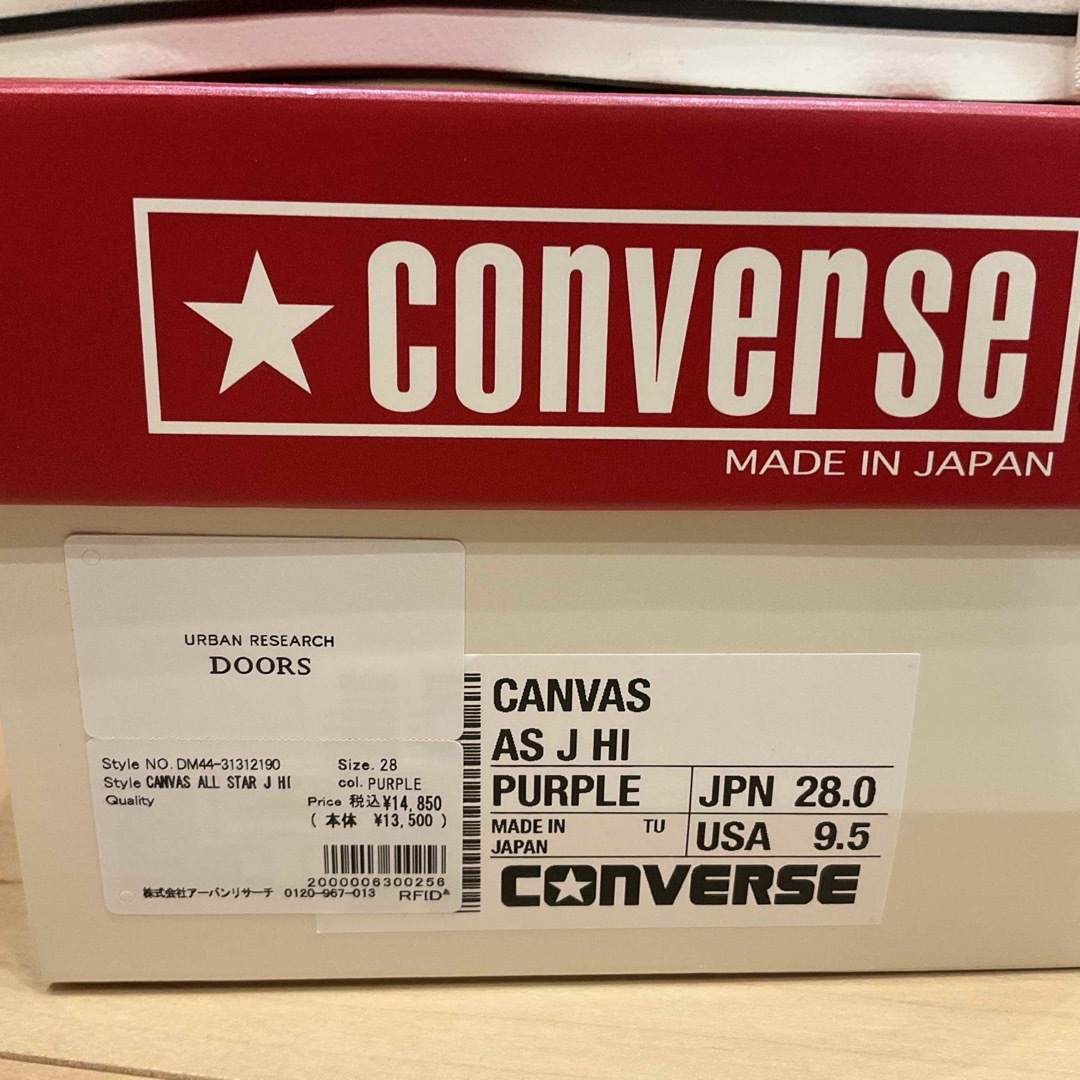 CONVERSE
MADE IN JAPAN
URBAN RESEARCH
DOORS
Style NO. DM44-31312190
Size. 28
Style CANVAS ALL STAR J HI
col. PURPLE
Quality
Price 税込¥14,850
( 本体 ¥13,500 )
2000006300256
株式会社アーバンリサーチ 0120-967-013 RFID
CANVAS
AS J HI
PURPLE
JPN 28.0
MADE IN JAPAN
TU
USA 9.5
CONVERSE